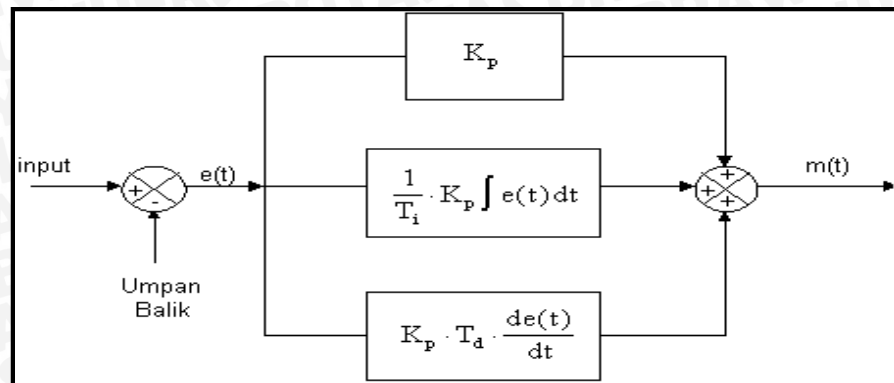 K_p
input
+
-
e(t)
1/T_i · K_p ∫ e(t) dt
+
+
+
m(t)
Umpan
Balik
K_p · T_d · de(t)/dt